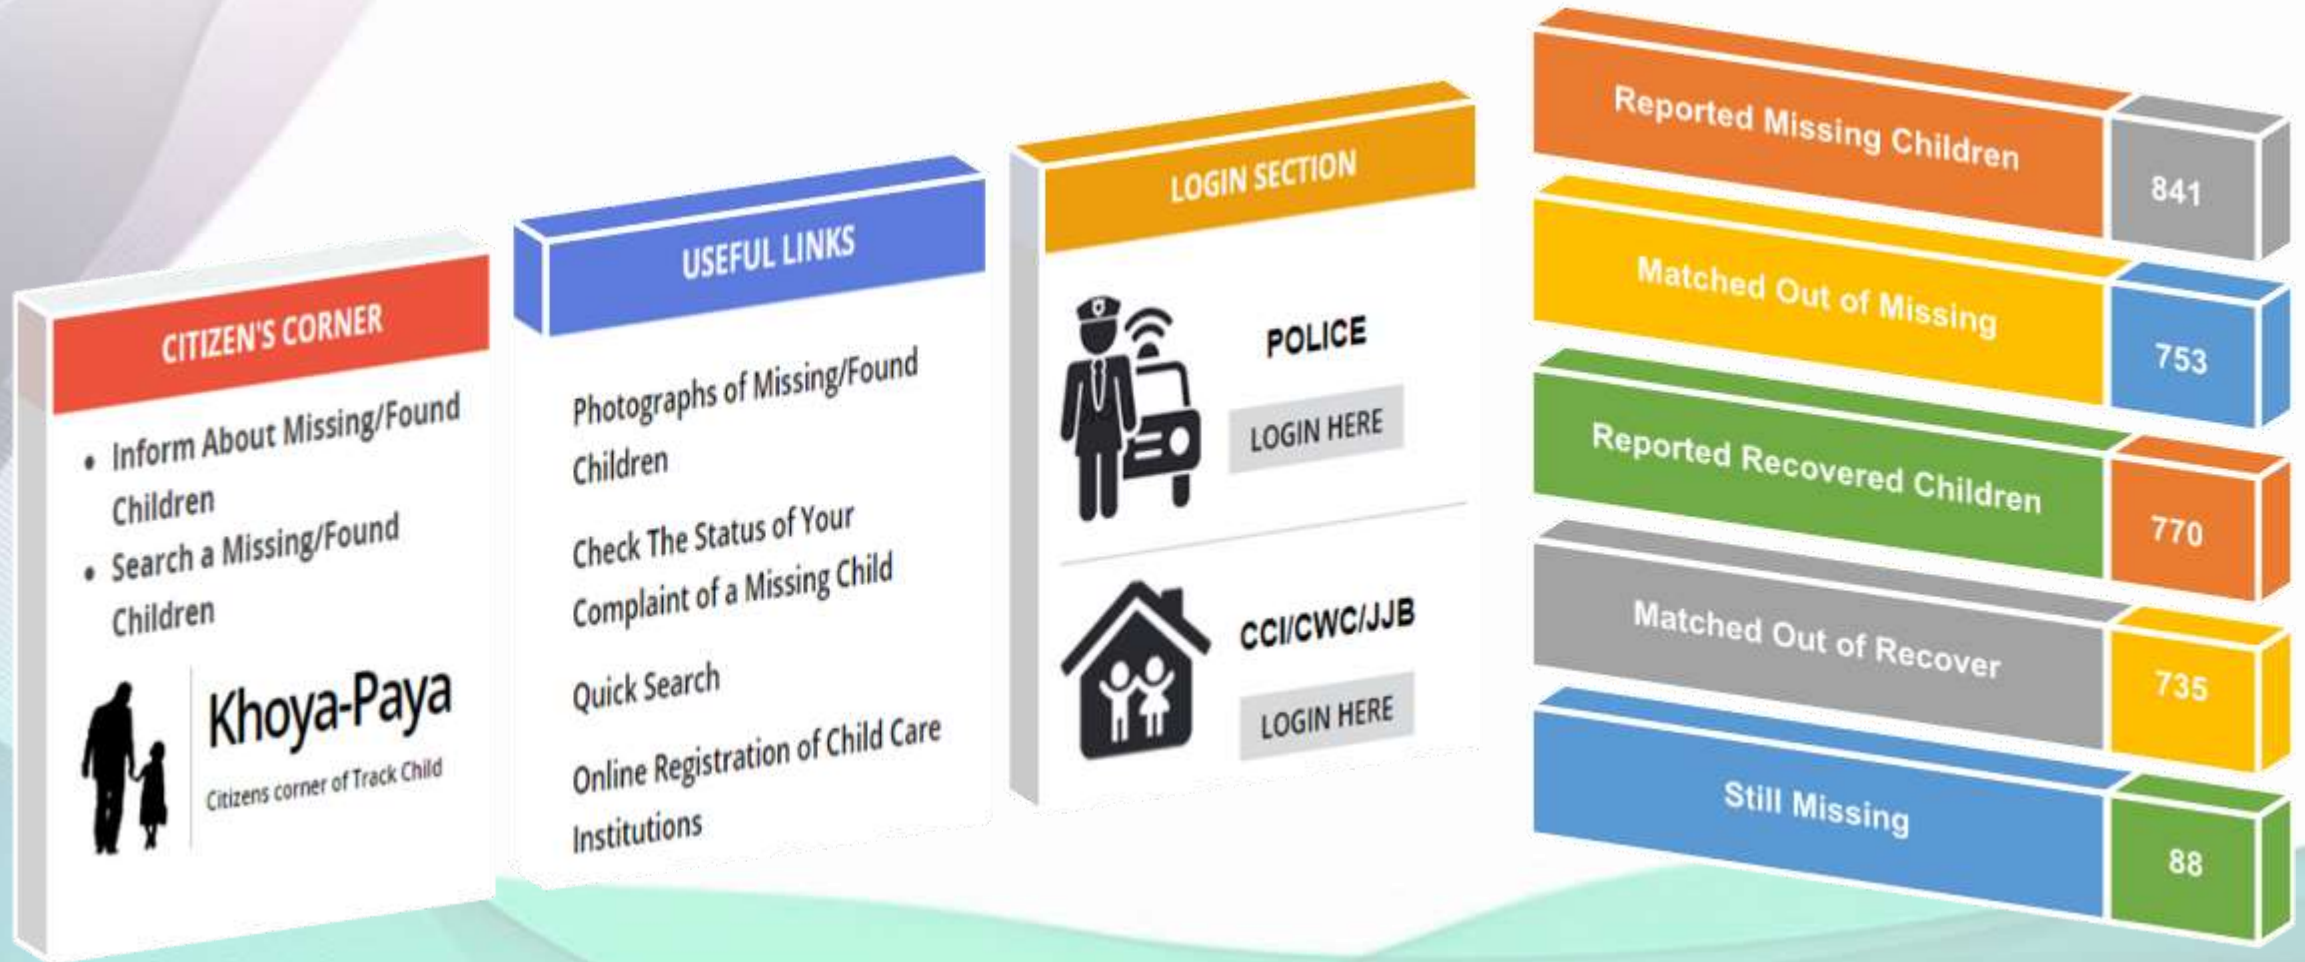 CITIZEN'S CORNER
• Inform About Missing/Found
Children
• Search a Missing/Found
Children
Khoya-Paya
Citizens corner of Track Child
USEFUL LINKS
Photographs of Missing/Found
Children
Check The Status of Your
Complaint of a Missing Child
Quick Search
Online Registration of Child Care
Institutions
LOGIN SECTION
POLICE
LOGIN HERE
CCI/CWC/JJB
LOGIN HERE
Reported Missing Children 841
Matched Out of Missing 753
Reported Recovered Children 770
Matched Out of Recover 735
Still Missing 88